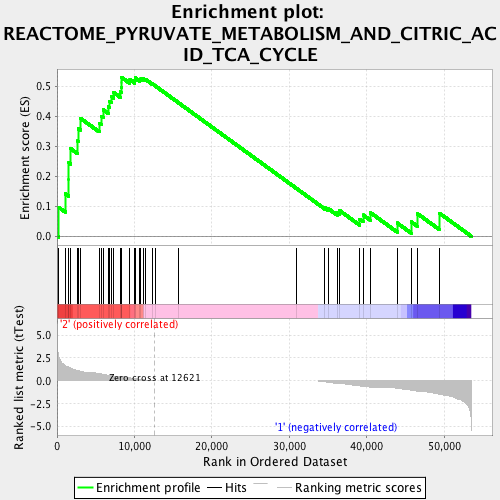 Enrichment plot:
REACTOME_PYRUVATE_METABOLISM_AND_CITRIC_AC
ID_TCA_CYCLE
Enrichment score (ES)
0.5
0.4
0.3
0.2
0.1
0.0
'2' (positively correlated)
Ranked list metric (tTest)
5.0
2.5
0.0
-2.5
-5.0
Zero cross at 12621
'1' (negatively correlated)
0 10,000 20,000 30,000 40,000 50,000
Rank in Ordered Dataset
Enrichment profile Hits Ranking metric scores